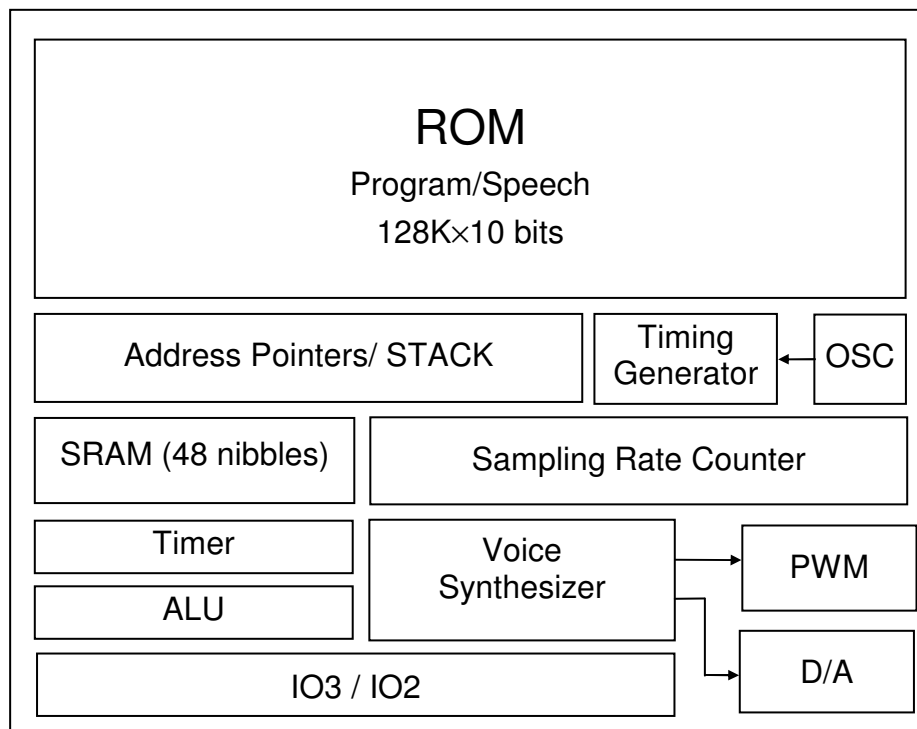 ROM
Program/Speech
128K×10 bits
Address Pointers/ STACK
Timing
Generator
OSC
SRAM (48 nibbles)
Sampling Rate Counter
Timer
Voice
Synthesizer
PWM
ALU
IO3 / IO2
D/A